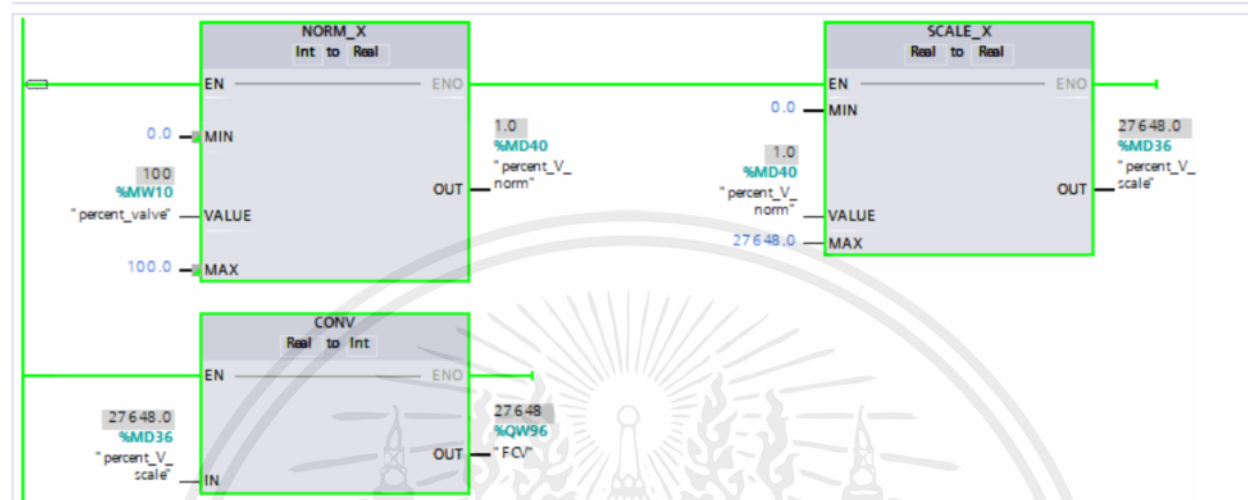 NORM_X
Int to Real
EN
ENO
0.0
MIN
100
%MW10
"percent_valve"
VALUE
100.0
MAX
OUT
1.0
%MD40
"percent_V_
norm"
SCALE_X
Real to Real
EN
ENO
0.0
MIN
1.0
%MD40
"percent_V_
norm"
VALUE
27648.0
MAX
OUT
27648.0
%MD36
"percent_V_
scale"
CONV
Real to Int
EN
ENO
27648.0
%MD36
"percent_V_
scale"
IN
OUT
27648
%QW96
"FCV"